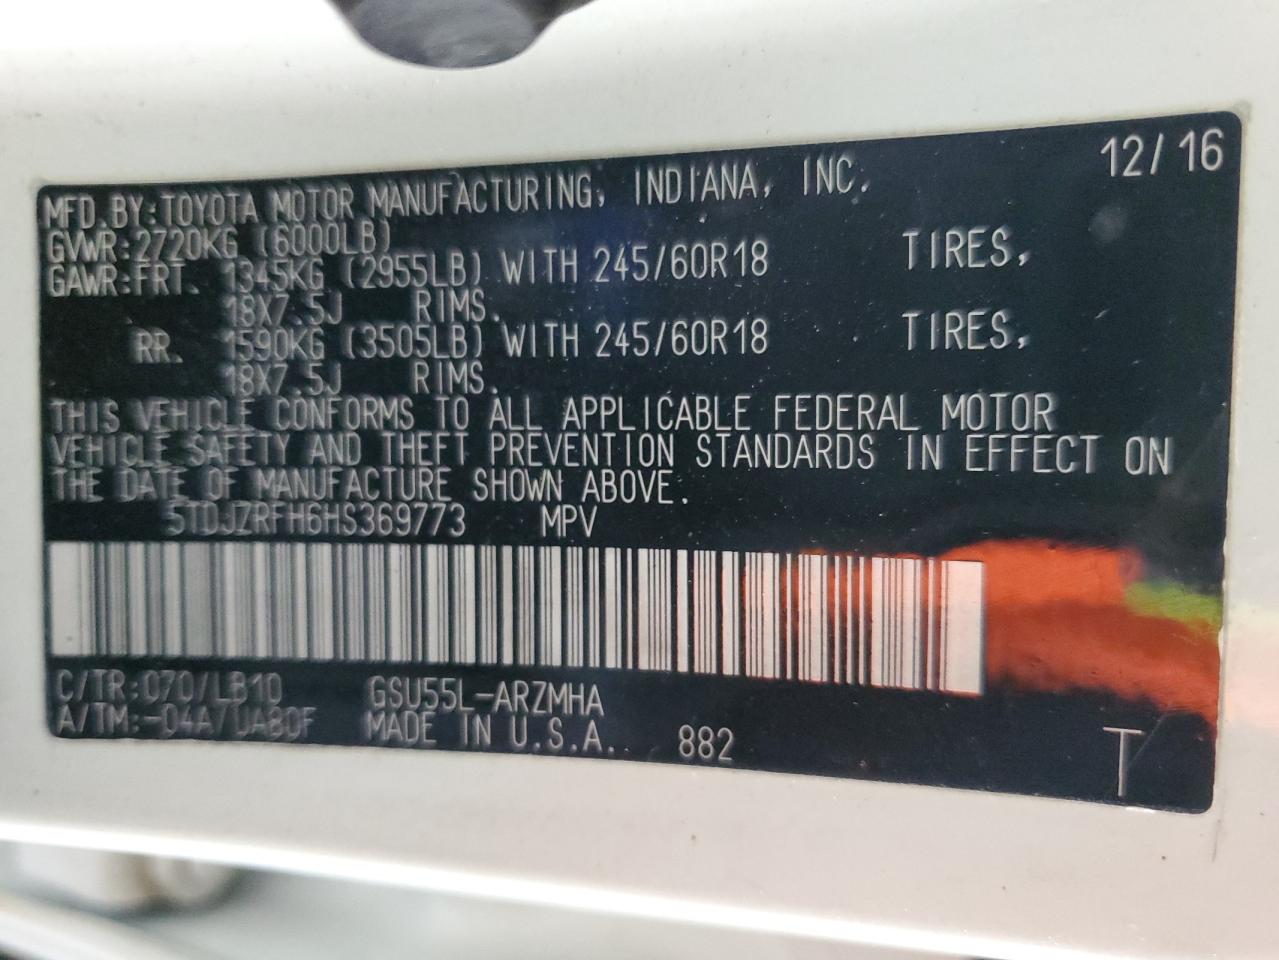 12/16
MFD.BY:TOYOTA MOTOR MANUFACTURING, INDIANA, INC.
GVWR:2720KG (6000LB)
GAWR:FRT. 1345KG (2955LB) WITH 245/60R18 TIRES,
18X7.5J RIMS.
RR. 1590KG (3505LB) WITH 245/60R18 TIRES,
18X7.5J RIMS.
THIS VEHICLE CONFORMS TO ALL APPLICABLE FEDERAL MOTOR
VEHICLE SAFETY AND THEFT PREVENTION STANDARDS IN EFFECT ON
THE DATE OF MANUFACTURE SHOWN ABOVE.
5TDJZRFH6HS369773 MPV
C/TR:070/LB10 GSU55L-ARZMHA
A/TM:-04A/UA80F MADE IN U.S.A. 882 T